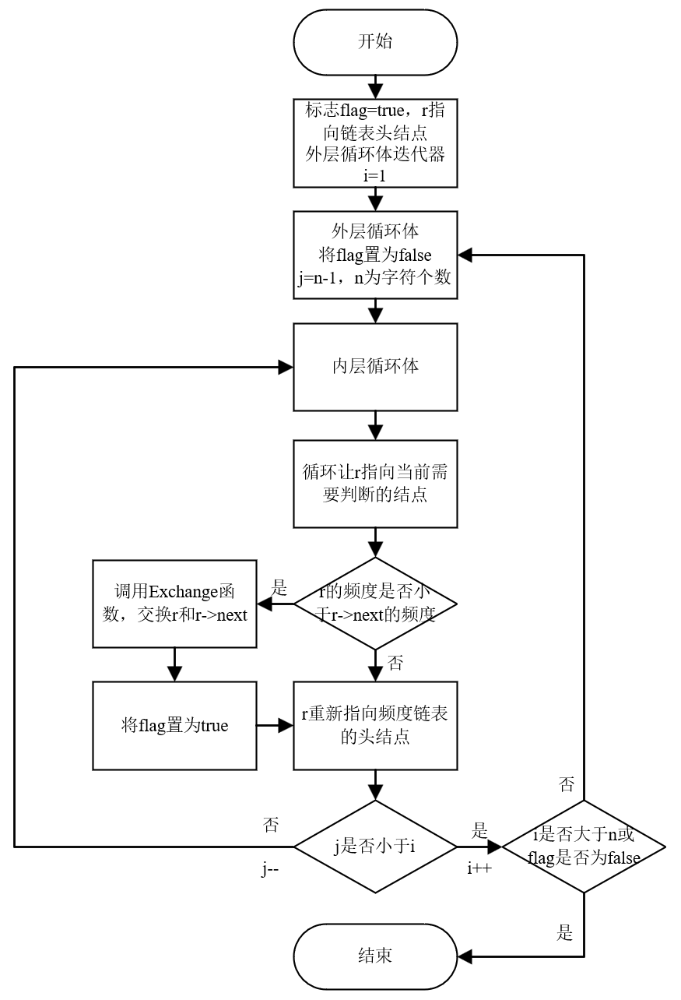 开始
标志flag=true，r指
向链表头结点
外层循环体迭代器
i=1
外层循环体
将flag置为false
j=n-1，n为字符个数
内层循环体
循环让r指向当前需
要判断的结点
r的频度是否小
于r->next的频度
是
调用Exchange函
数，交换r和r->next
否
将flag置为true
r重新指向频度链表
的头结点
j是否小于i
否
j--
是
i++
i是否大于n或
flag是否为false
否
是
结束